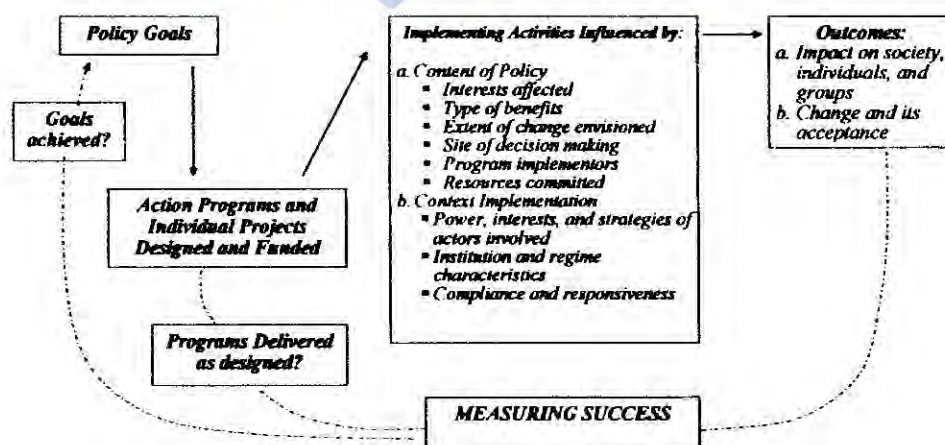 Policy Goals
Goals
achieved?
Action Programs and
Individual Projects
Designed and Funded
Programs Delivered
as designed?
Implementing Activities Influenced by:
a. Content of Policy
▪ Interests affected
▪ Type of benefits
▪ Extent of change envisioned
▪ Site of decision making
▪ Program implementors
▪ Resources committed
b. Context Implementation
▪ Power, interests, and strategies of
actors involved
▪ Institution and regime
characteristics
▪ Compliance and responsiveness
Outcomes:
a. Impact on society,
individuals, and
groups
b. Change and its
acceptance
MEASURING SUCCESS